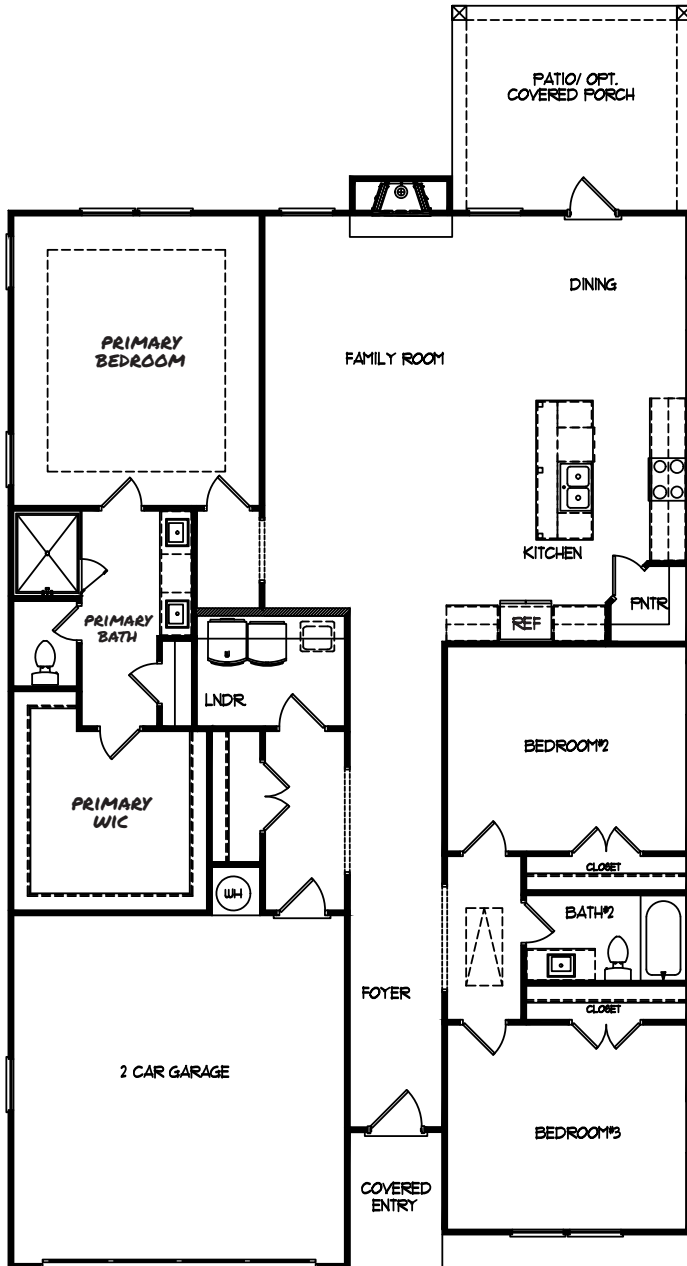 PATIO/ OPT.
COVERED PORCH
DINING
PRIMARY
BEDROOM
FAMILY ROOM
KITCHEN
PNTR
REF
PRIMARY
BATH
LNDR
BEDROOM#2
PRIMARY
WIC
CLOSET
WH
BATH#2
FOYER
CLOSET
2 CAR GARAGE
BEDROOM#3
COVERED
ENTRY